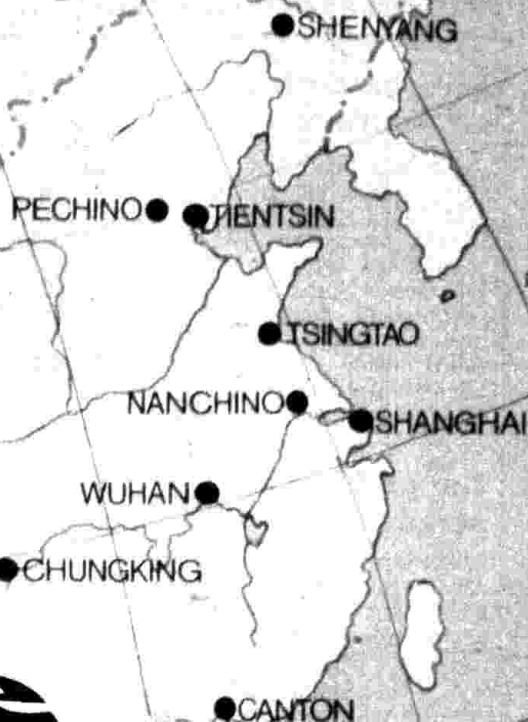 SHENYANG
PECHINO
TIENTSIN
TSINGTAO
NANCHINO
SHANGHAI
WUHAN
CHUNGKING
CANTON